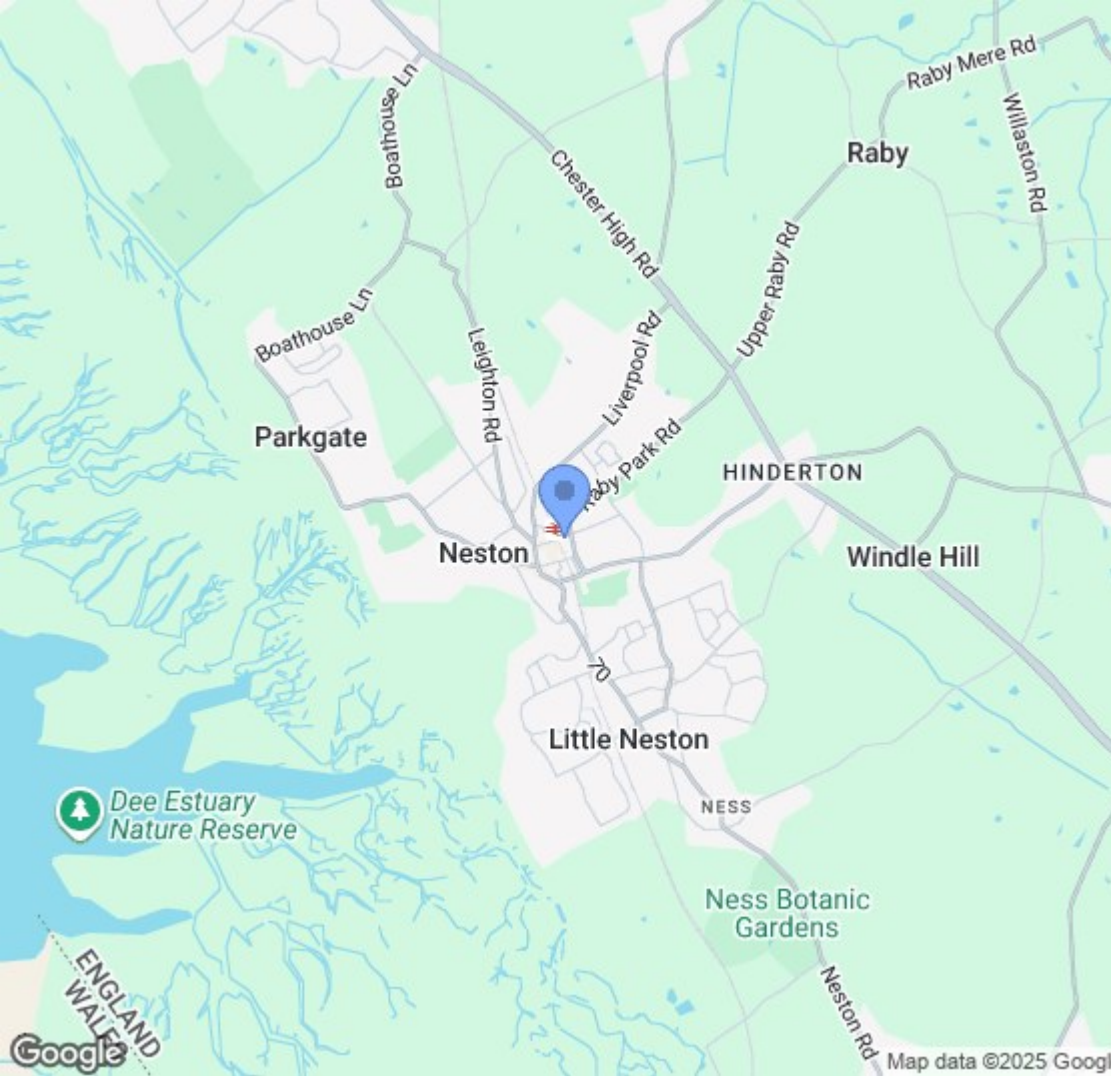 Raby Mere Rd
Boathouse Ln
Willaston Rd
Raby
Chester High Rd
Upper Raby Rd
Boathouse Ln
Leighton Rd
Liverpool Rd
Parkgate
Raby Park Rd
HINDERTON
Neston
Windle Hill
70
Little Neston
Dee Estuary
Nature Reserve
NESS
Ness Botanic
Gardens
ENGLAND
WALES
Neston Rd
Google
Map data ©2025 Googl